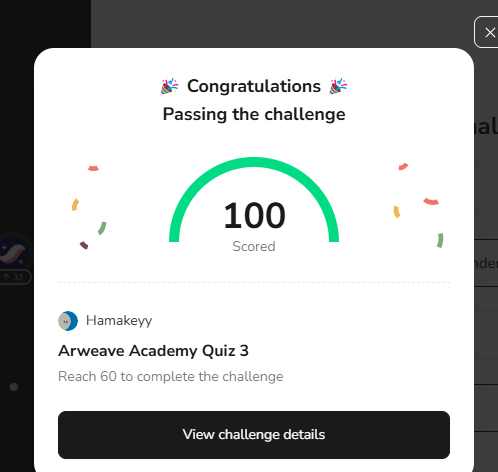 Congratulations
Passing the challenge
100
Scored
12
Hamakeyy
Arweave Academy Quiz 3
Reach 60 to complete the challenge
View challenge details